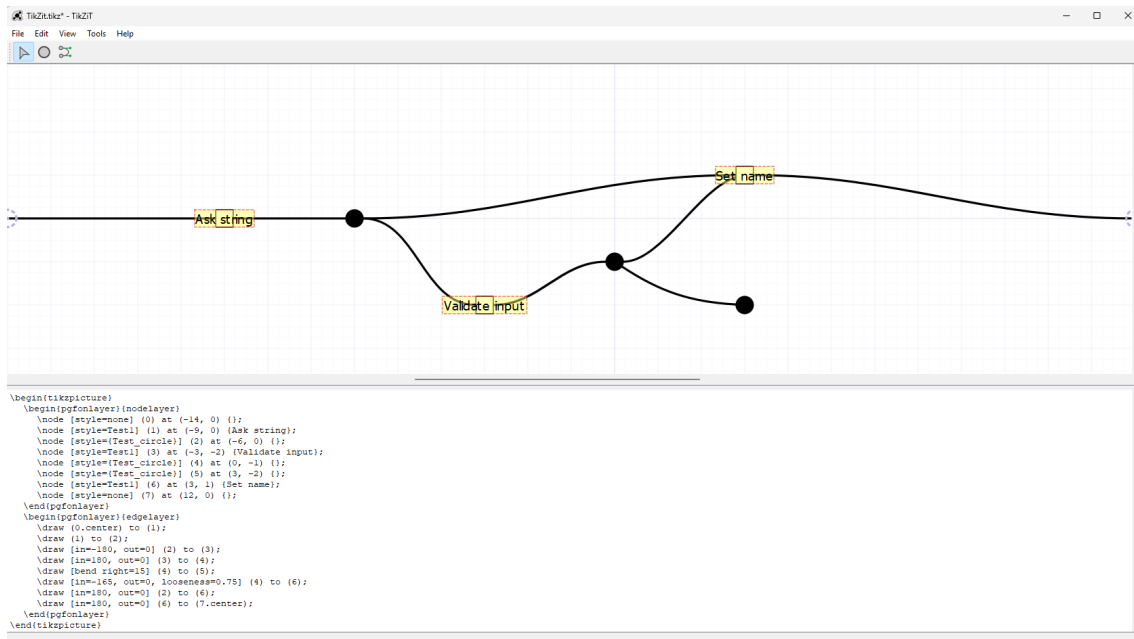 TikZit.tikz* - TikZiT
File Edit View Tools Help
Set name
Ask string
Validate input
\begin{tikzpicture}
\begin{pgfonlayer}{nodelayer}
\node [style=none] (0) at (-14, 0) {};
\node [style=Test1] (1) at (-9, 0) {Ask string};
\node [style={Test_circle}] (2) at (-6, 0) {};
\node [style=Test1] (3) at (-3, -2) {Validate input};
\node [style={Test_circle}] (4) at (0, -1) {};
\node [style={Test_circle}] (5) at (3, -2) {};
\node [style=Test1] (6) at (3, 1) {Set name};
\node [style=none] (7) at (12, 0) {};
\end{pgfonlayer}
\begin{pgfonlayer}{edgelayer}
\draw (0.center) to (1);
\draw (1) to (2);
\draw [in=-180, out=0] (2) to (3);
\draw [in=180, out=0] (3) to (4);
\draw [bend right=15] (4) to (5);
\draw [in=-165, out=0, looseness=0.75] (4) to (6);
\draw [in=180, out=0] (2) to (6);
\draw [in=180, out=0] (6) to (7.center);
\end{pgfonlayer}
\end{tikzpicture}